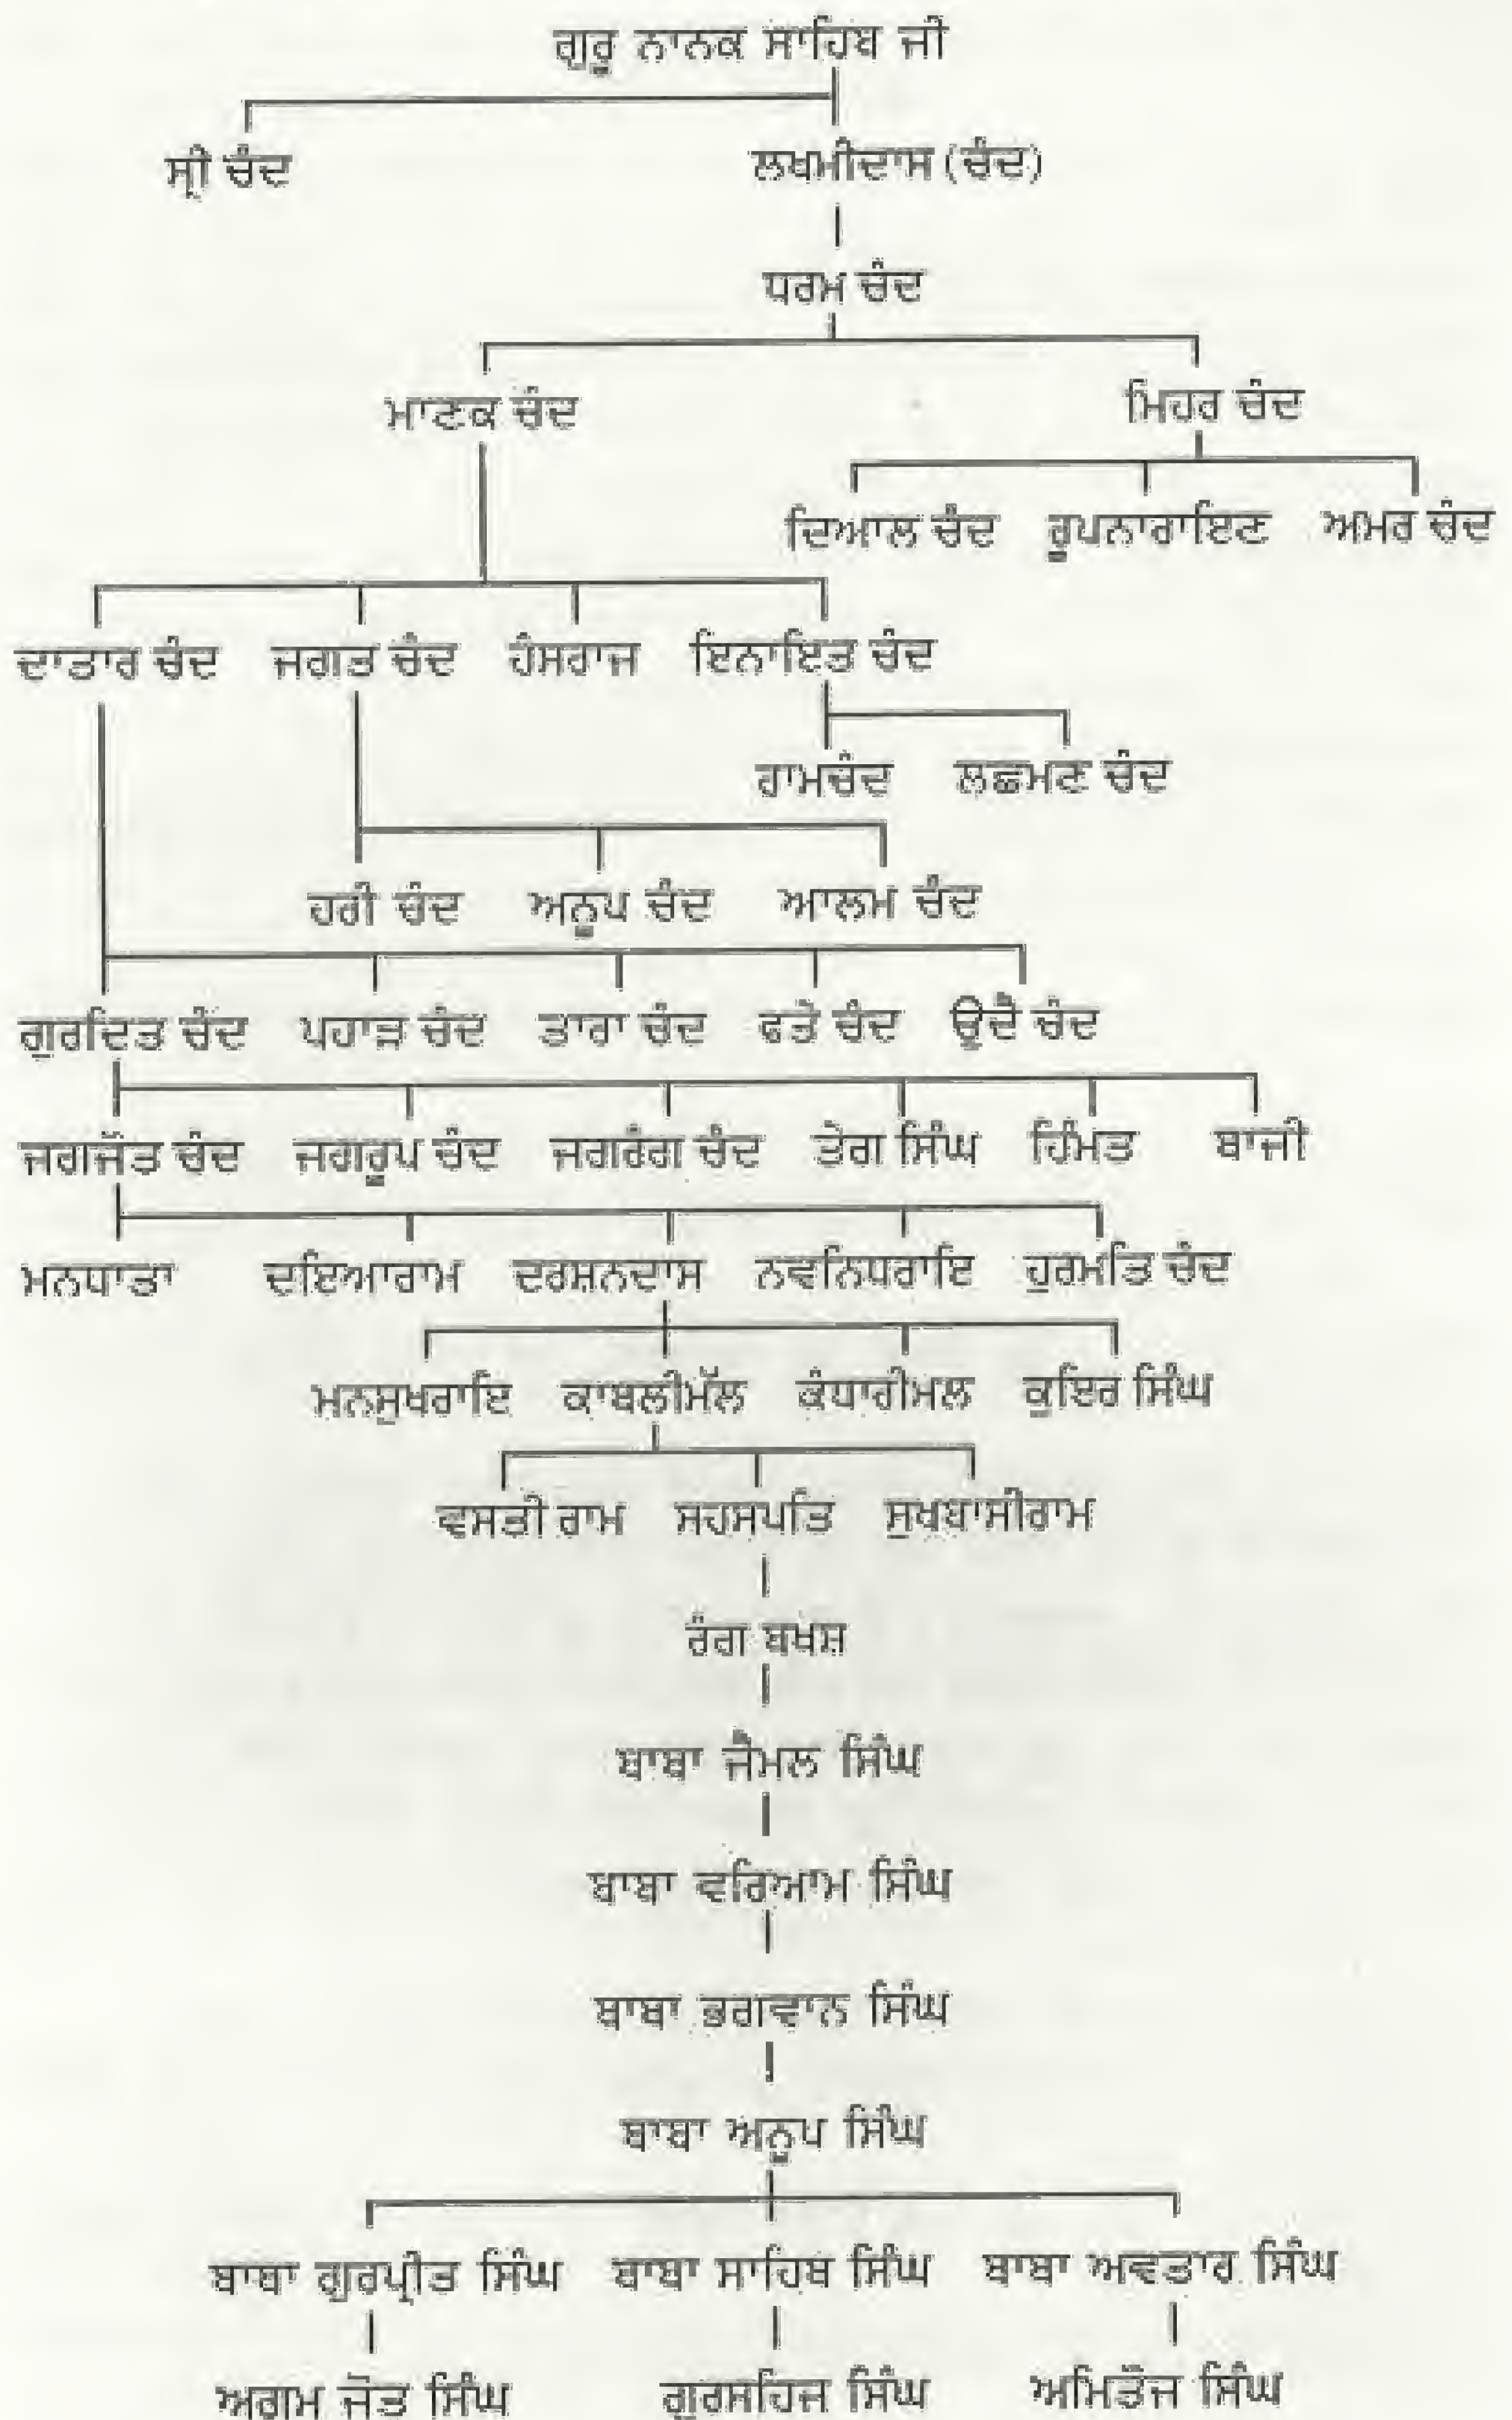 ਗੁਰੂ ਨਾਨਕ ਸਾਹਿਬ ਜੀ
ਸ੍ਰੀ ਚੰਦ ਲਖਮੀਦਾਸ (ਚੰਦ)
ਧਰਮ ਚੰਦ
ਮਾਣਕ ਚੰਦ ਮਿਹਰ ਚੰਦ
ਦਿਆਲ ਚੰਦ ਰੂਪਨਾਰਾਇਣ ਅਮਰ ਚੰਦ
ਦਾਤਾਰ ਚੰਦ ਜਗਤ ਚੰਦ ਹੰਸਰਾਜ ਇਨਾਇਤ ਚੰਦ
ਹਾਮਚੰਦ ਲਛਮਣ ਚੰਦ
ਹਰੀ ਚੰਦ ਅਨੂਪ ਚੰਦ ਆਲਮ ਚੰਦ
ਗੁਰਦਿਤ ਚੰਦ ਪਹਾੜ ਚੰਦ ਤਾਰਾ ਚੰਦ ਫਤੇ ਚੰਦ ਉਦੈ ਚੰਦ
ਜਗਜੋਤ ਚੰਦ ਜਗਰੂਪ ਚੰਦ ਜਗਰੰਗ ਚੰਦ ਤੇਗ ਸਿੰਘ ਹਿੰਮਤ ਬਾਜੀ
ਮਨਧਾਤਾ ਦਇਆਰਾਮ ਦਰਸ਼ਨਦਾਸ ਨਵਨਿਧਰਾਇ ਹੁਰਮਤਿ ਚੰਦ
ਮਨਸੁਖਰਾਇ ਕਾਬਲੀਮੱਲ ਕੰਧਾਰੀਮਲ ਕੁਇਰ ਸਿੰਘ
ਵਸਤੀ ਰਾਮ ਸਹਸਪਤਿ ਸੁਖਬਾਸੀਰਾਮ
ਰੰਗ ਬਖਸ਼
ਬਾਬਾ ਜੈਮਲ ਸਿੰਘ
ਬਾਬਾ ਵਰਿਆਮ ਸਿੰਘ
ਬਾਬਾ ਭਗਵਾਨ ਸਿੰਘ
ਬਾਬਾ ਅਨੂਪ ਸਿੰਘ
ਬਾਬਾ ਗੁਰਪ੍ਰੀਤ ਸਿੰਘ ਬਾਬਾ ਸਾਹਿਬ ਸਿੰਘ ਬਾਬਾ ਅਵਤਾਰ ਸਿੰਘ
ਅਗਮ ਜੋਤ ਸਿੰਘ ਗੁਰਸਹਿਜ ਸਿੰਘ ਅਮਿਤੋਜ ਸਿੰਘ